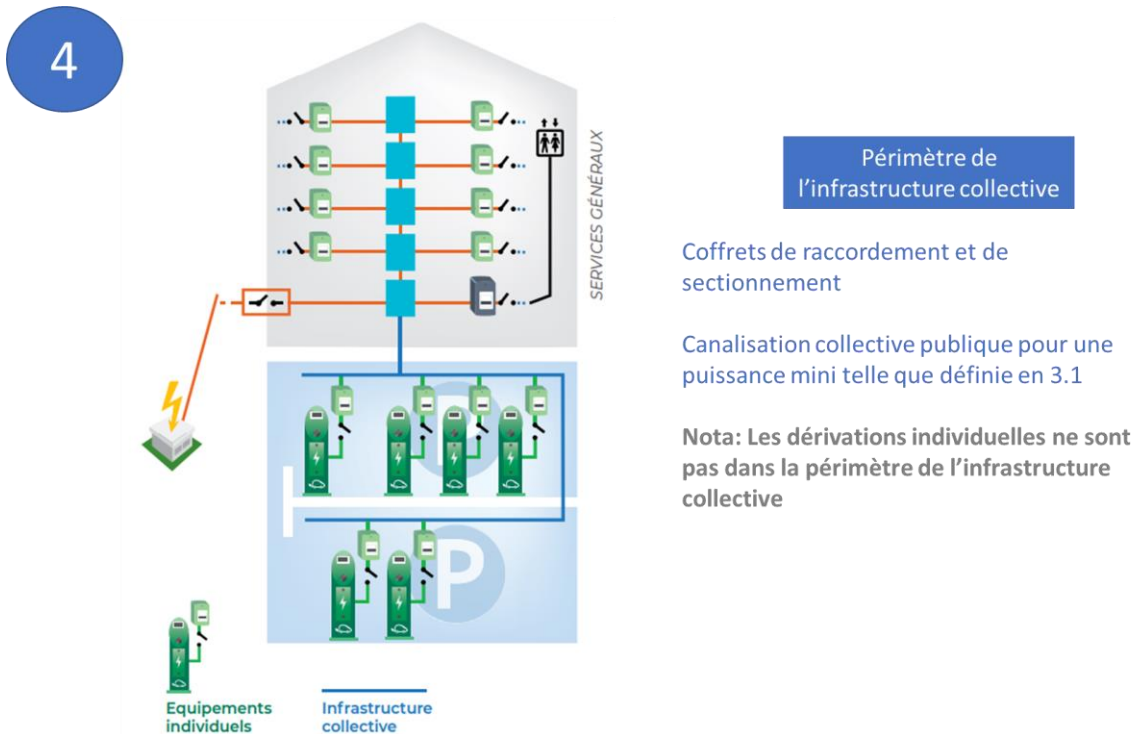 4
SERVICES GÉNÉRAUX
Périmètre de
l’infrastructure collective
Coffrets de raccordement et de
sectionnement
Canalisation collective publique pour une
puissance mini telle que définie en 3.1
Nota: Les dérivations individuelles ne sont
pas dans la périmètre de l’infrastructure
collective
P
P
Equipements
individuels
Infrastructure
collective